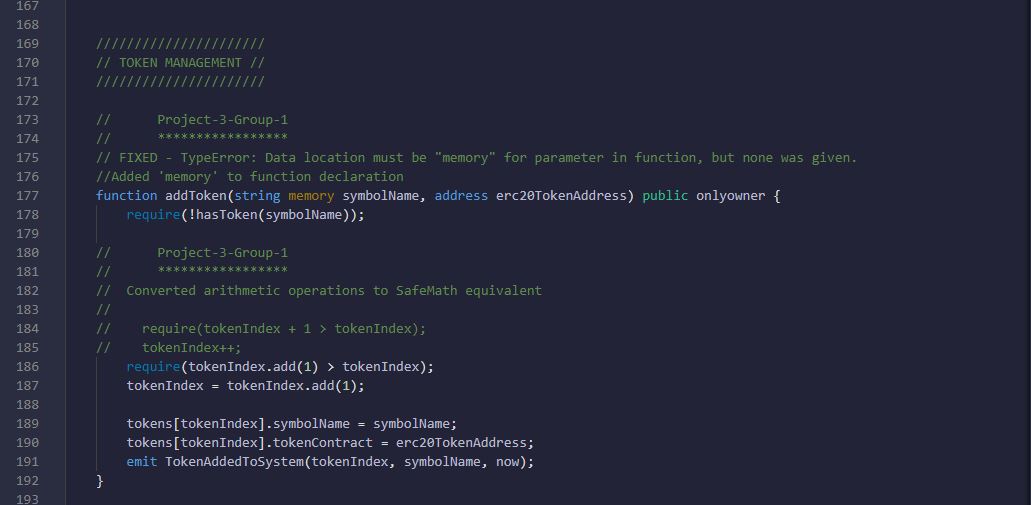 167
168
169 //////////////////////
170 // TOKEN MANAGEMENT //
171 //////////////////////
172
173 //      Project-3-Group-1
174 //      *****************
175 // FIXED - TypeError: Data location must be "memory" for parameter in function, but none was given.
176 //Added 'memory' to function declaration
177 function addToken(string memory symbolName, address erc20TokenAddress) public onlyowner {
178     require(!hasToken(symbolName));
179
180 //      Project-3-Group-1
181 //      *****************
182 //  Converted arithmetic operations to SafeMath equivalent
183 //
184 //    require(tokenIndex + 1 > tokenIndex);
185 //    tokenIndex++;
186     require(tokenIndex.add(1) > tokenIndex);
187     tokenIndex = tokenIndex.add(1);
188
189     tokens[tokenIndex].symbolName = symbolName;
190     tokens[tokenIndex].tokenContract = erc20TokenAddress;
191     emit TokenAddedToSystem(tokenIndex, symbolName, now);
192 }
193